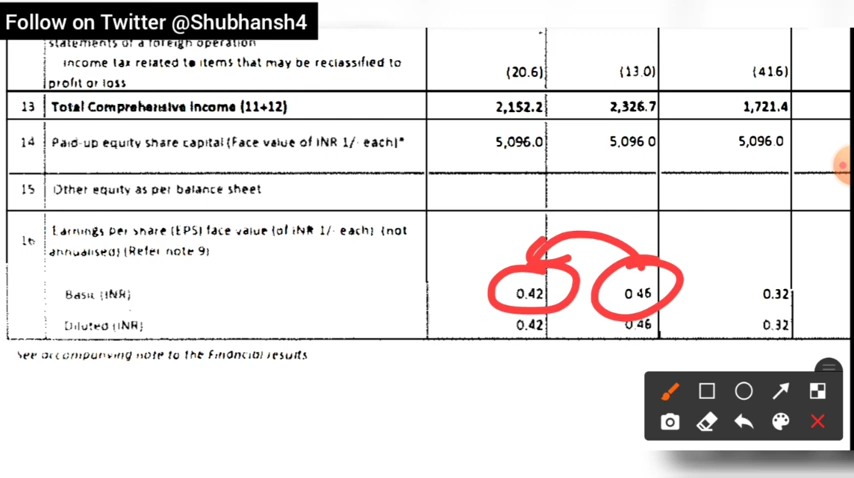 Follow on Twitter @Shubhansh4
statements of a foreign operation
Income tax related to items that may be reclassified to
profit or loss (20.6) (13.0) (41.6)
13 Total Comprehensive Income (11+12) 2,152.2 2,326.7 1,721.4
14 Paid-up equity share capital (Face value of INR 1/- each)* 5,096.0 5,096.0 5,096.0
15 Other equity as per balance sheet
16 Earnings per share (EPS) face value (of INR 1/- each) (not
annualised) (Refer note 9)
Basic (INR) 0.42 0.46 0.32
Diluted (INR) 0.42 0.46 0.32
See accompanying note to the Financial results